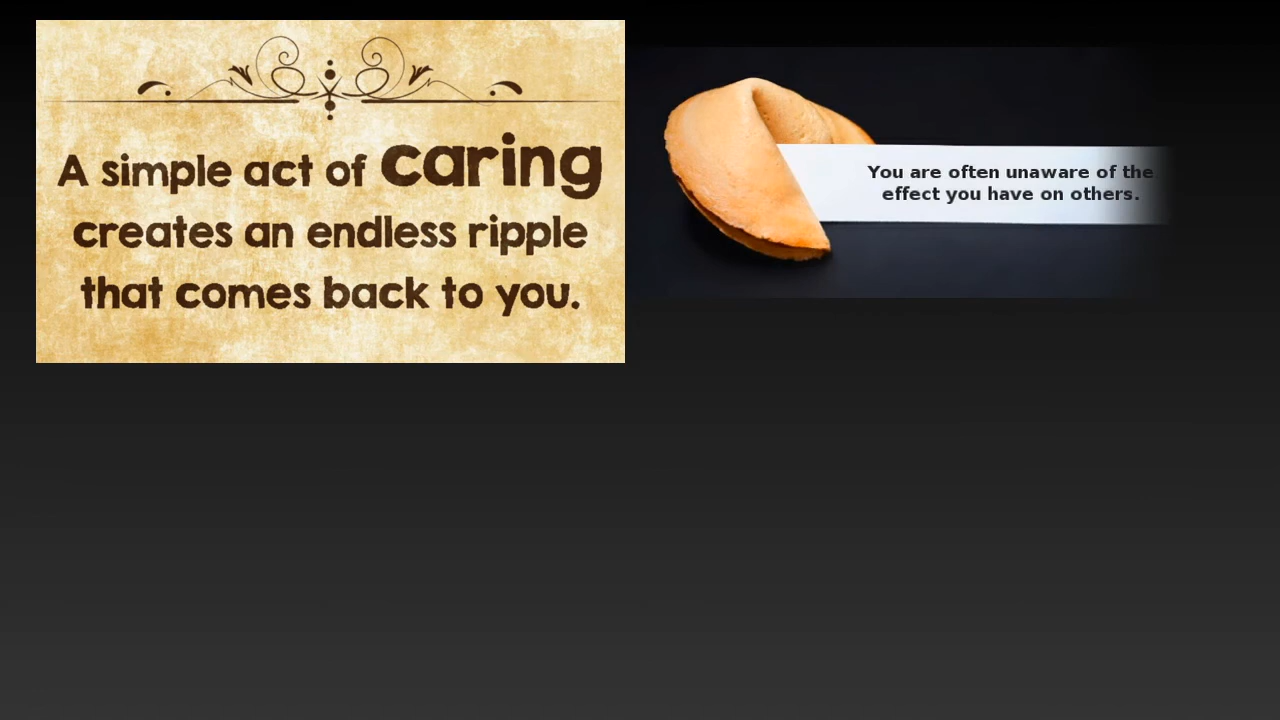 A simple act of caring
creates an endless ripple
that comes back to you.
You are often unaware of the
effect you have on others.